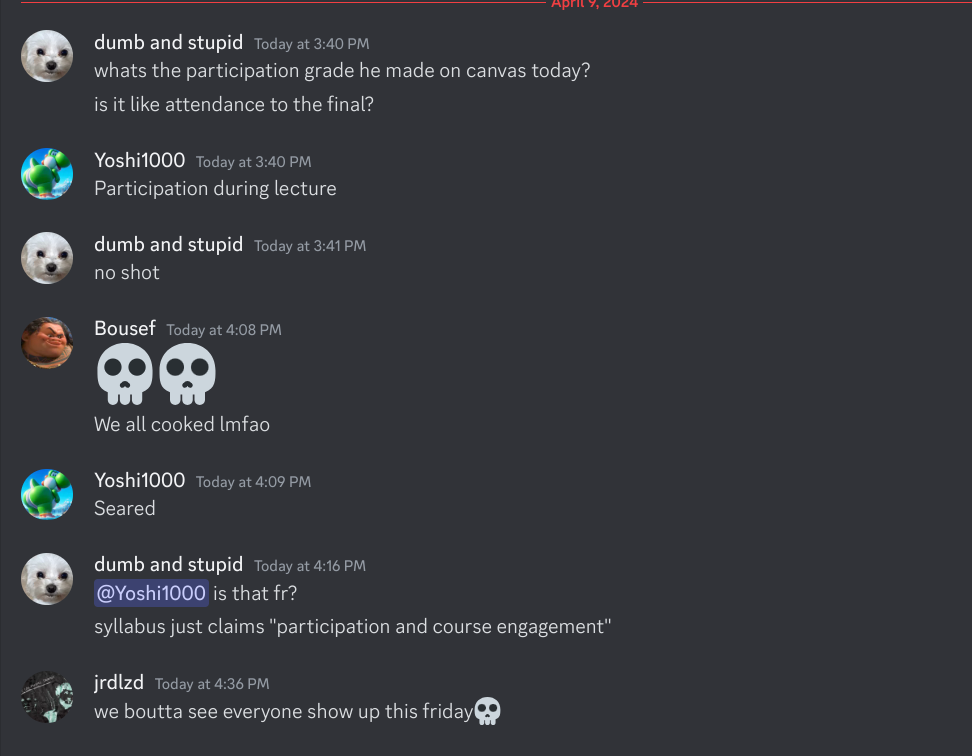 April 9, 2024
dumb and stupid Today at 3:40 PM
whats the participation grade he made on canvas today?
is it like attendance to the final?
Yoshi1000 Today at 3:40 PM
Participation during lecture
dumb and stupid Today at 3:41 PM
no shot
Bousef Today at 4:08 PM
We all cooked lmfao
Yoshi1000 Today at 4:09 PM
Seared
dumb and stupid Today at 4:16 PM
@Yoshi1000 is that fr?
syllabus just claims "participation and course engagement"
jrdlzd Today at 4:36 PM
we boutta see everyone show up this friday